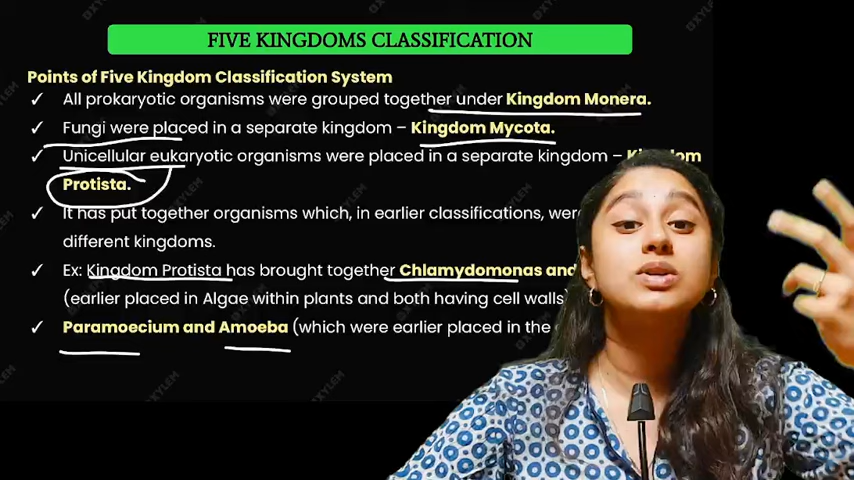 FIVE KINGDOMS CLASSIFICATION
Points of Five Kingdom Classification System
✓ All prokaryotic organisms were grouped together under Kingdom Monera.
✓ Fungi were placed in a separate kingdom – Kingdom Mycota.
✓ Unicellular eukaryotic organisms were placed in a separate kingdom –
Protista.
✓ It has put together organisms which, in earlier classifications,
different kingdoms.
✓ Ex: Kingdom Protista has brought together Chlamydomonas and
(earlier placed in Algae within plants and both having cell walls)
✓ Paramoecium and Amoeba (which were earlier placed in the
OXYLEM